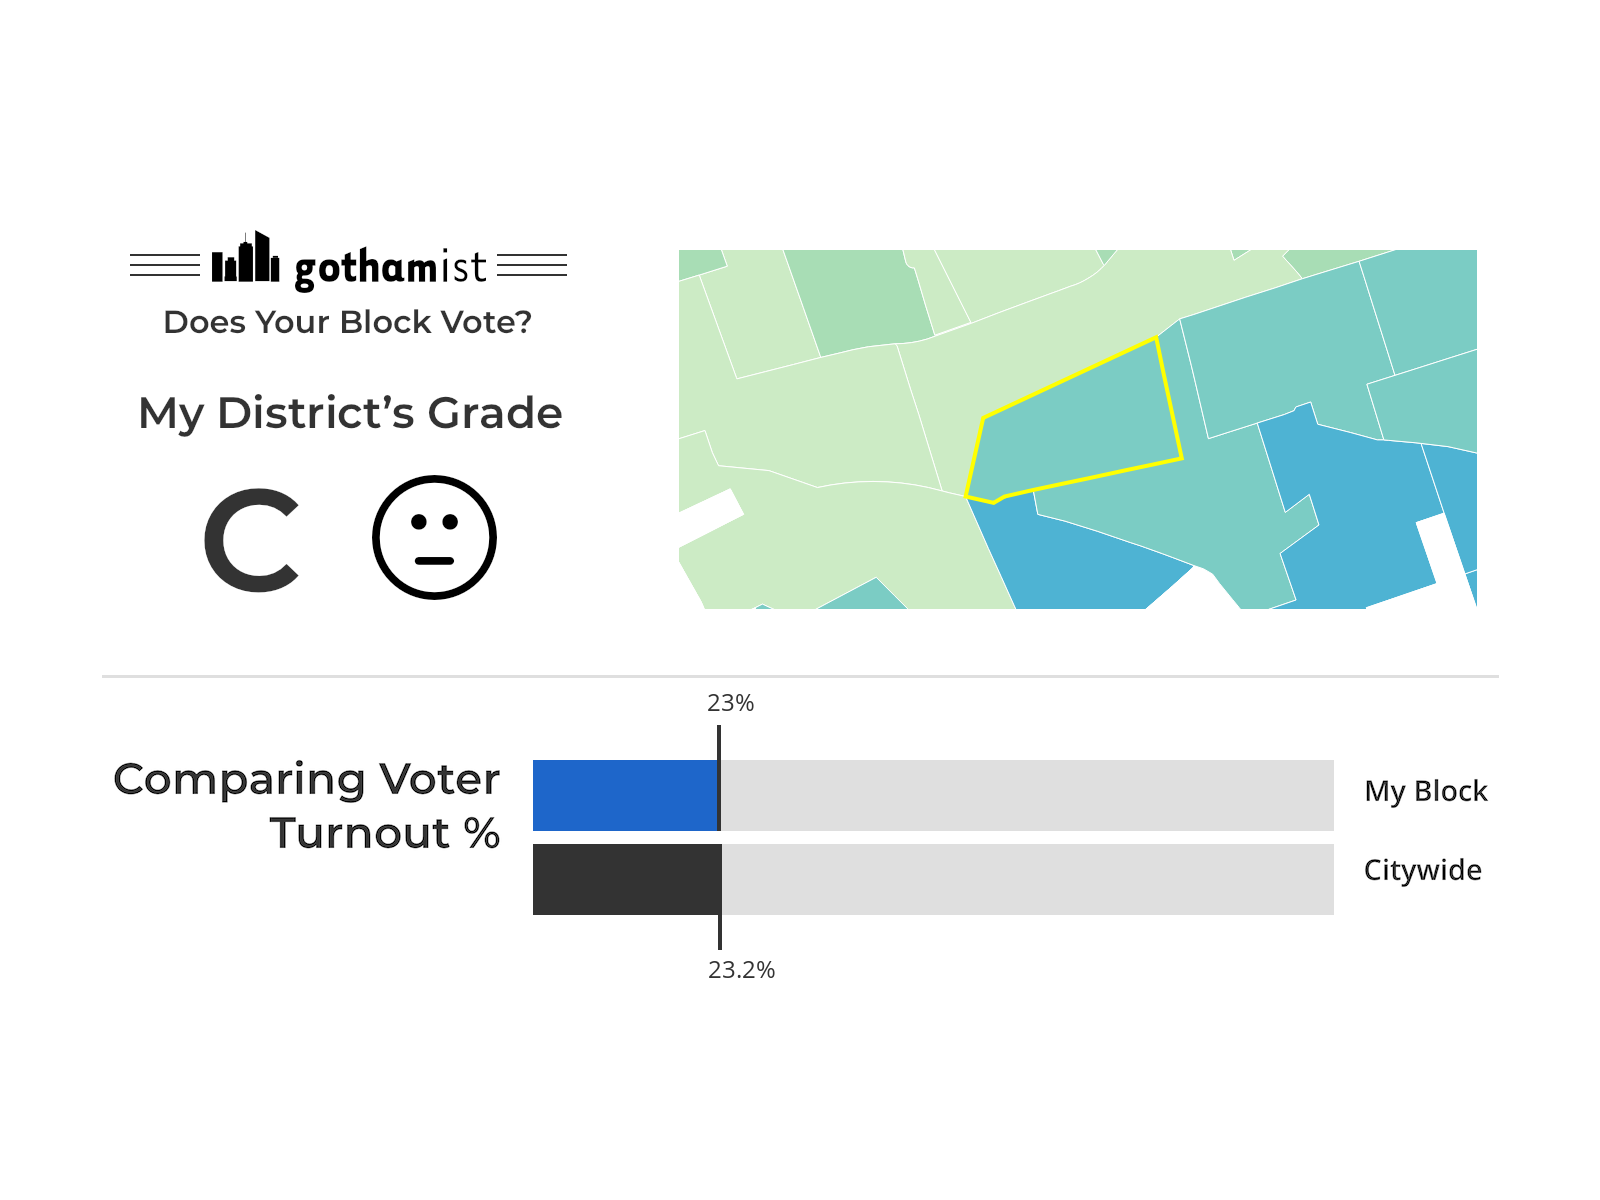 gothamist
Does Your Block Vote?
My District’s Grade
C
23%
Comparing Voter
Turnout %
My Block
Citywide
23.2%